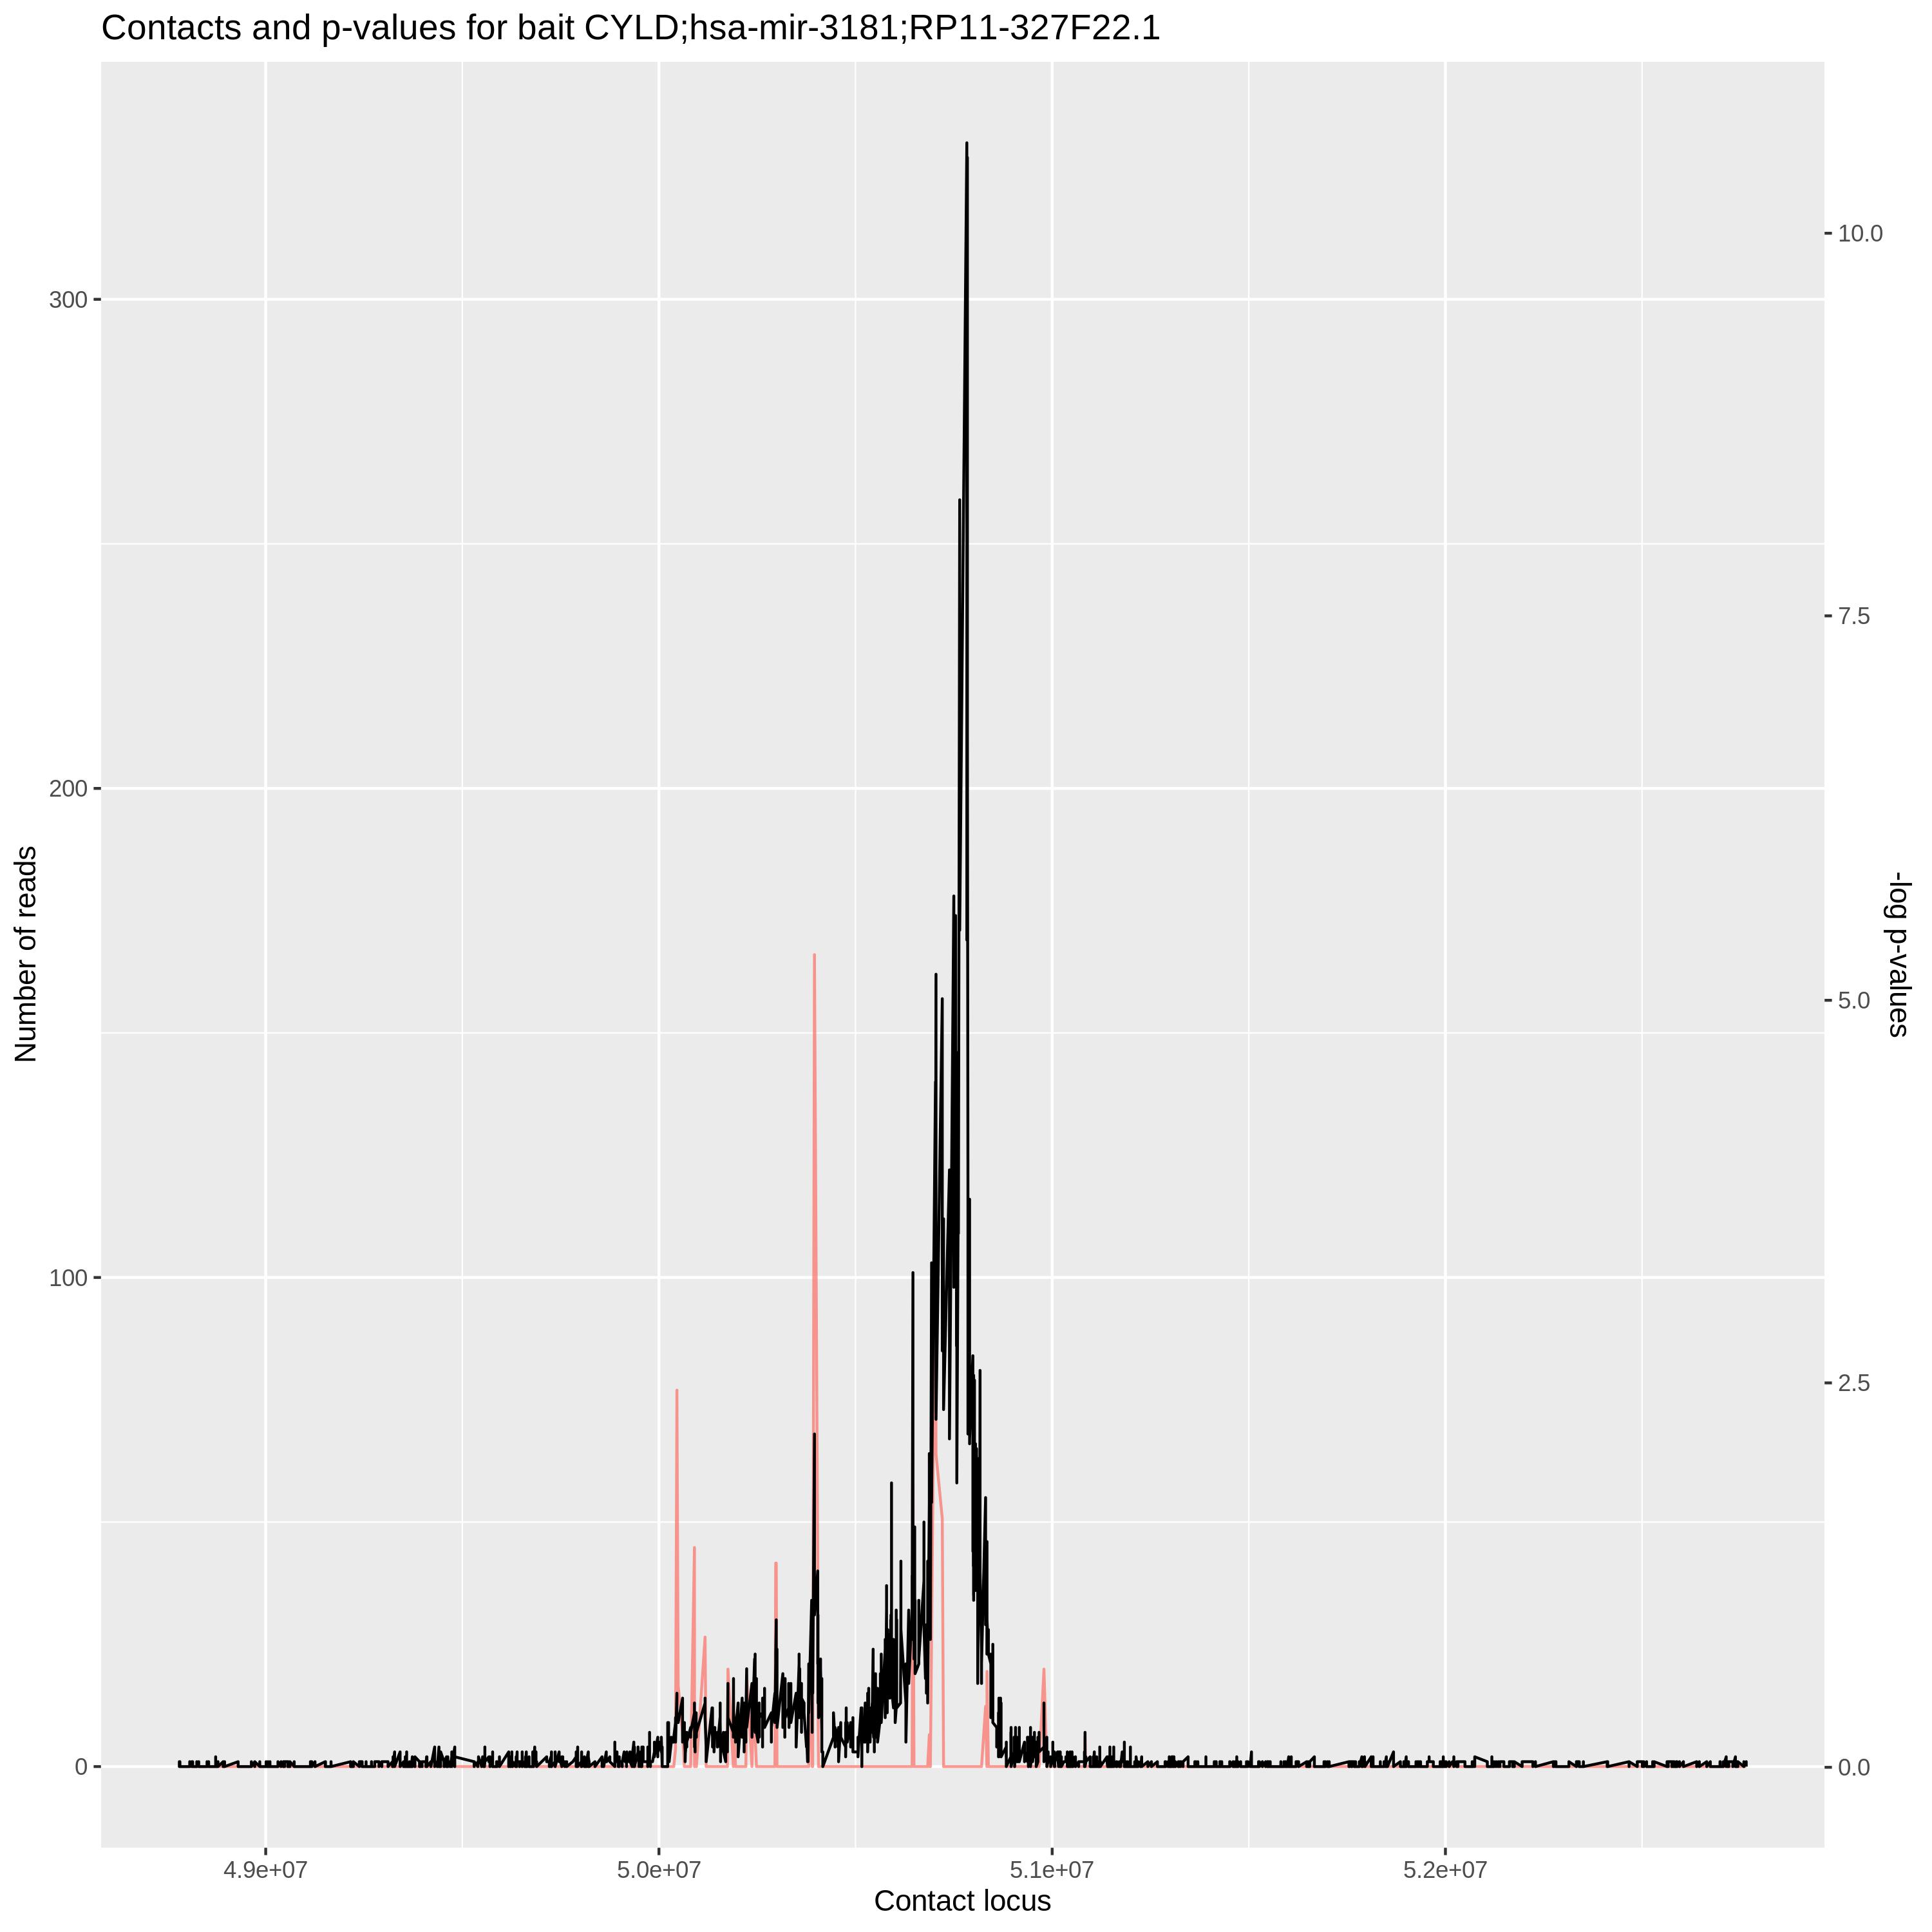 Contacts and p-values for bait CYLD;hsa-mir-3181;RP11-327F22.1
300
200
100
0
Number of reads
10.0
7.5
5.0
2.5
0.0
-log p-values
4.9e+07 5.0e+07 5.1e+07 5.2e+07
Contact locus